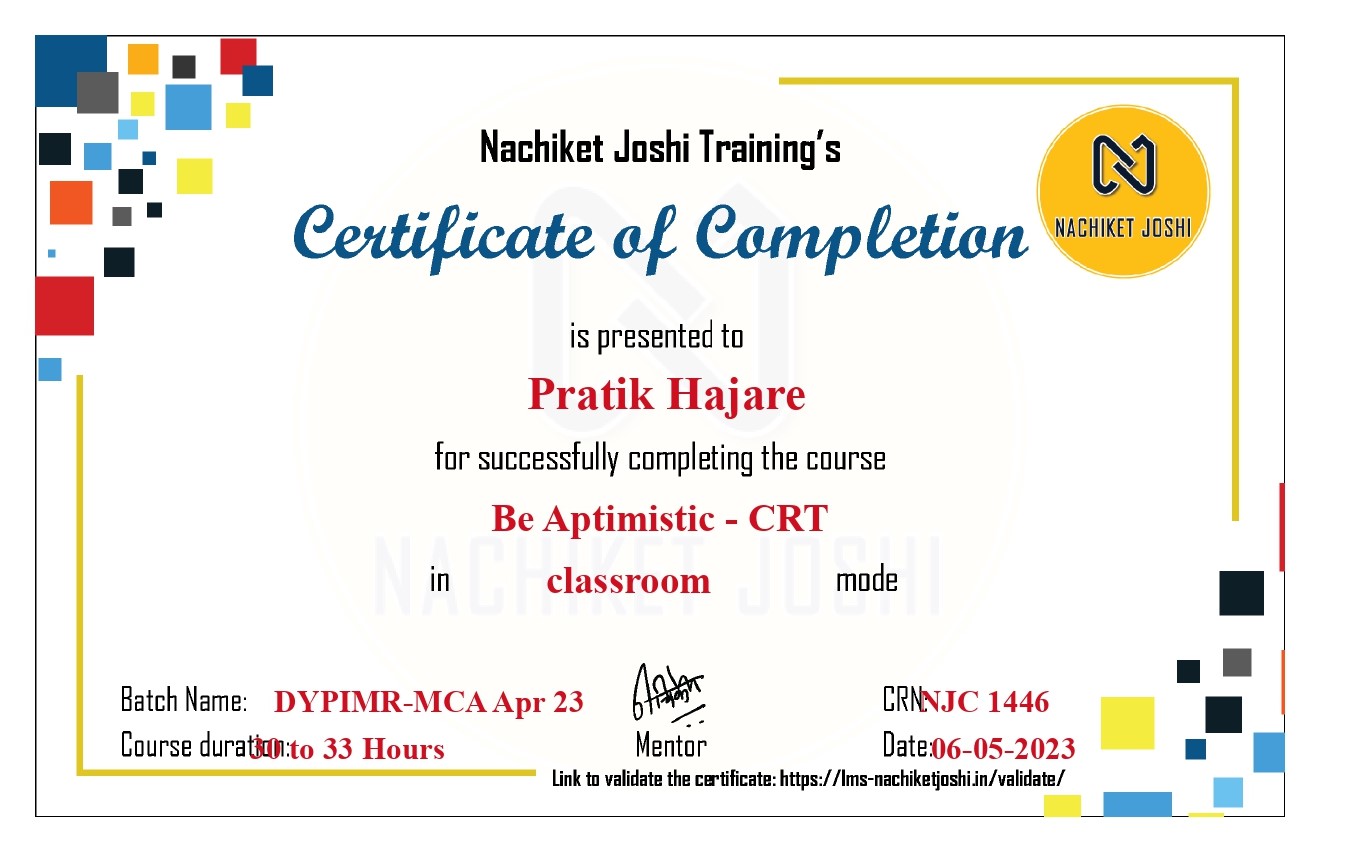 Nachiket Joshi Training's
Certificate of Completion
NACHIKET JOSHI
is presented to
Pratik Hajare
for successfully completing the course
Be Aptimistic - CRT
NACHIKET JOSHI
in classroom mode
Batch Name: DYPIMR-MCA Apr 23
CRN: NJC 1446
Course duration: 30 to 33 Hours
Mentor
Date: 06-05-2023
Link to validate the certificate: https://lms-nachiketjoshi.in/validate/